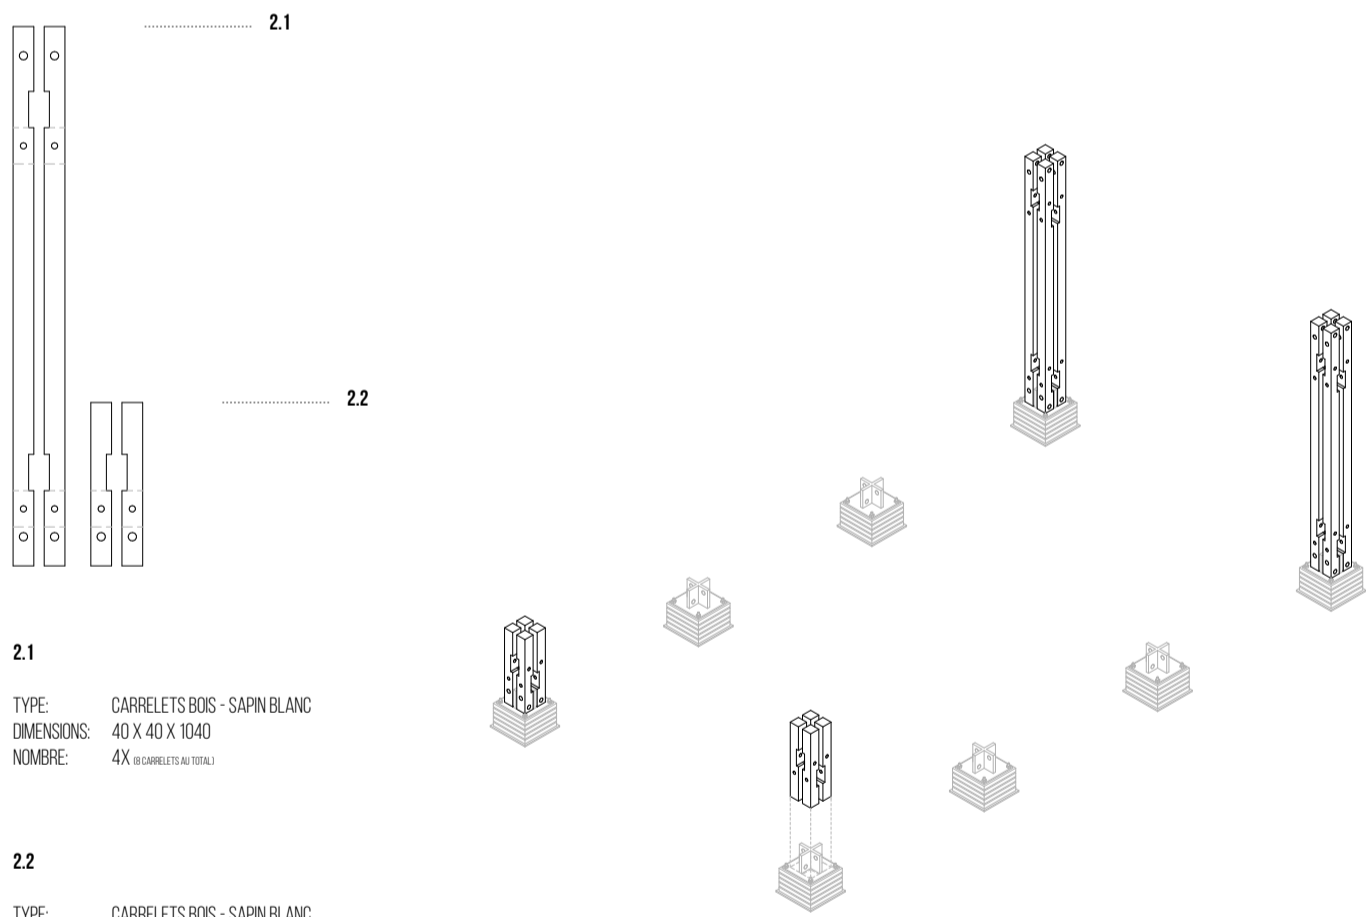 2.1
2.2
2.1
TYPE: CARRELETS BOIS - SAPIN BLANC
DIMENSIONS: 40 X 40 X 1040
NOMBRE: 4X (8 CARRELETS AU TOTAL)
2.2
TYPE: CARRELETS BOIS - SAPIN BLANC